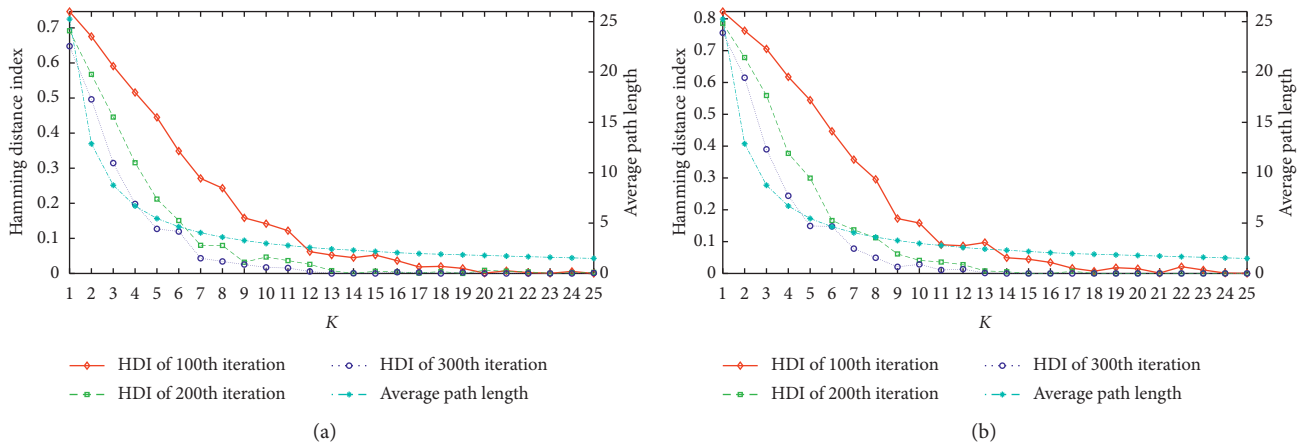 Hamming distance index
0.7
0.6
0.5
0.4
0.3
0.2
0.1
0
25
20
15
10
5
0
Average path length
1 2 3 4 5 6 7 8 9 10 11 12 13 14 15 16 17 18 19 20 21 22 23 24 25
K
HDI of 100th iteration
HDI of 200th iteration
HDI of 300th iteration
Average path length
(a)
Hamming distance index
0.8
0.7
0.6
0.5
0.4
0.3
0.2
0.1
0
25
20
15
10
5
0
Average path length
1 2 3 4 5 6 7 8 9 10 11 12 13 14 15 16 17 18 19 20 21 22 23 24 25
K
HDI of 100th iteration
HDI of 200th iteration
HDI of 300th iteration
Average path length
(b)